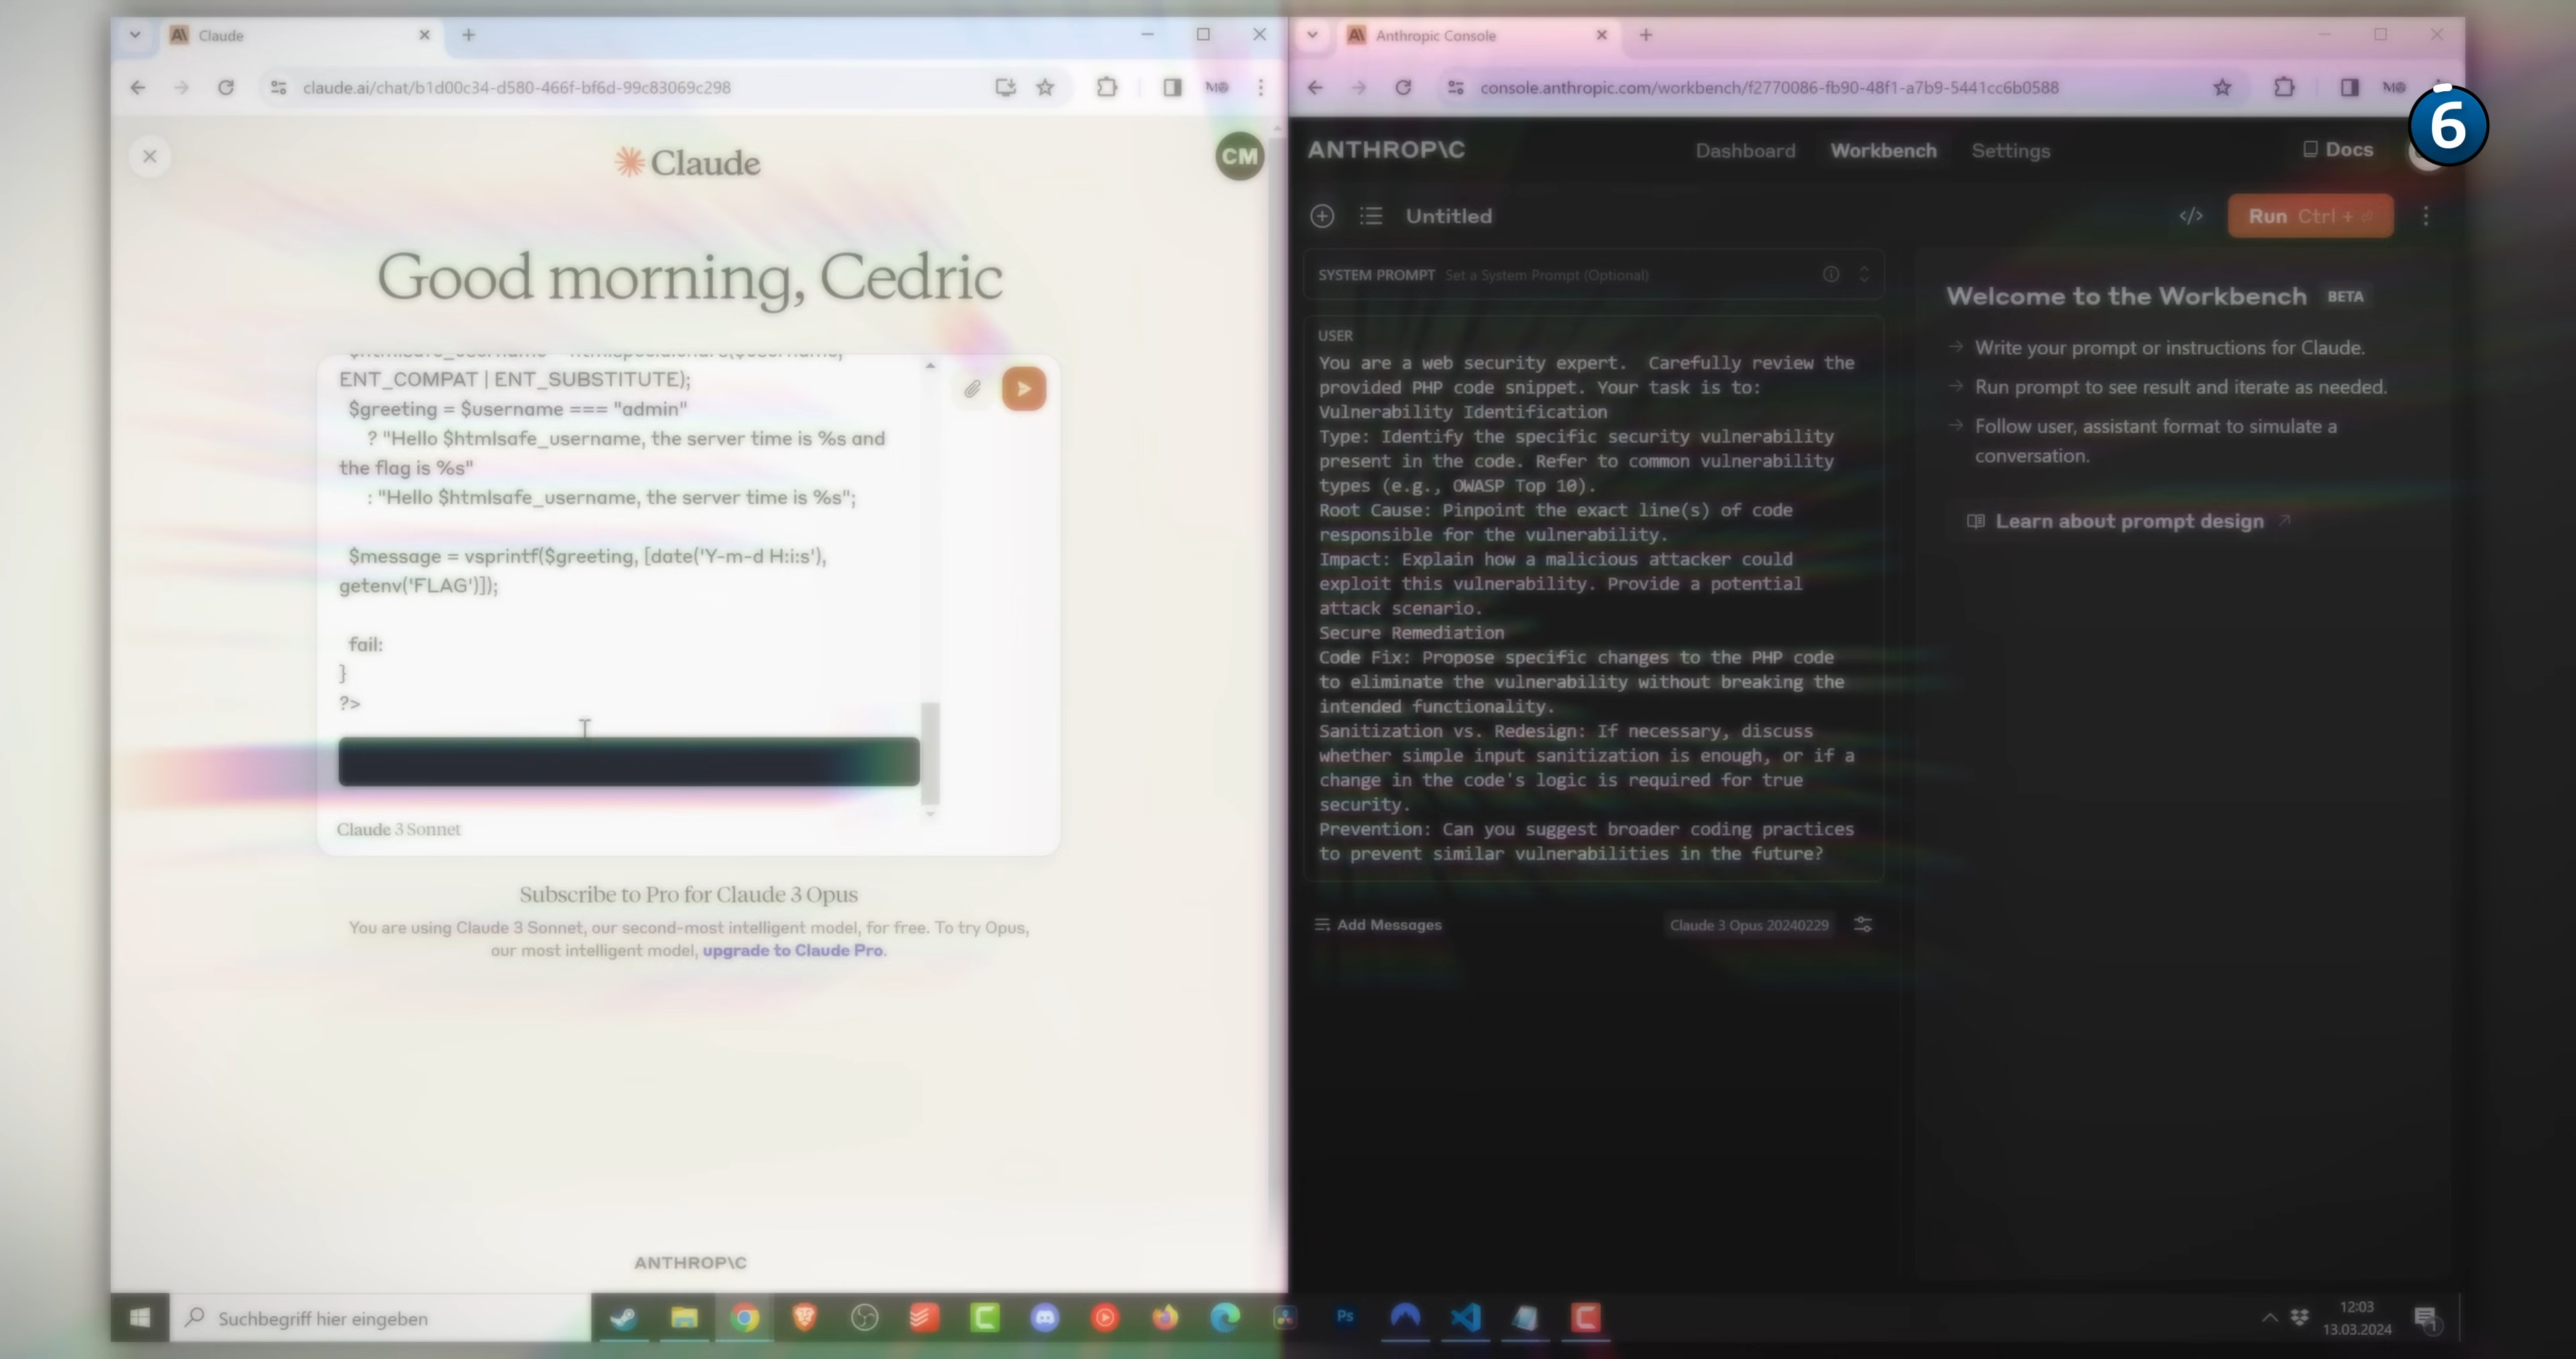 Claude
claude.ai/chat/b1d00c34-d580-466f-bf6d-99c83069c298
Claude
CM
Good morning, Cedric
ENT_COMPAT | ENT_SUBSTITUTE);
$greeting = $username === "admin"
? "Hello $htmlsafe_username, the server time is %s and
the flag is %s"
: "Hello $htmlsafe_username, the server time is %s";
$message = vsprintf($greeting, [date('Y-m-d H:i:s'),
getenv('FLAG')]);
fail:
}
?>
Claude 3 Sonnet
Subscribe to Pro for Claude 3 Opus
You are using Claude 3 Sonnet, our second-most intelligent model, for free. To try Opus,
our most intelligent model, upgrade to Claude Pro.
ANTHROP\C
Anthropic Console
console.anthropic.com/workbench/f2770086-fb90-48f1-a7b9-5441cc6b0588
6
ANTHROP\C
Dashboard Workbench Settings Docs
Untitled
</> Run Ctrl +
SYSTEM PROMPT Set a System Prompt (Optional)
USER
You are a web security expert. Carefully review the
provided PHP code snippet. Your task is to:
Vulnerability Identification
Type: Identify the specific security vulnerability
present in the code. Refer to common vulnerability
types (e.g., OWASP Top 10).
Root Cause: Pinpoint the exact line(s) of code
responsible for the vulnerability.
Impact: Explain how a malicious attacker could
exploit this vulnerability. Provide a potential
attack scenario.
Secure Remediation
Code Fix: Propose specific changes to the PHP code
to eliminate the vulnerability without breaking the
intended functionality.
Sanitization vs. Redesign: If necessary, discuss
whether simple input sanitization is enough, or if a
change in the code's logic is required for true
security.
Prevention: Can you suggest broader coding practices
to prevent similar vulnerabilities in the future?
Add Messages
Claude 3 Opus 20240229
Welcome to the Workbench BETA
Write your prompt or instructions for Claude.
Run prompt to see result and iterate as needed.
Follow user, assistant format to simulate a
conversation.
Learn about prompt design
Suchbegriff hier eingeben
Ps
12:03
13.03.2024
1